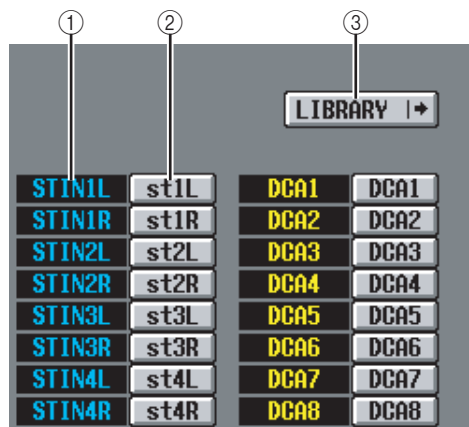 ① ② ③
LIBRARY
STIN1L st1L DCA1 DCA1
STIN1R st1R DCA2 DCA2
STIN2L st2L DCA3 DCA3
STIN2R st2R DCA4 DCA4
STIN3L st3L DCA5 DCA5
STIN3R st3R DCA6 DCA6
STIN4L st4L DCA7 DCA7
STIN4R st4R DCA8 DCA8